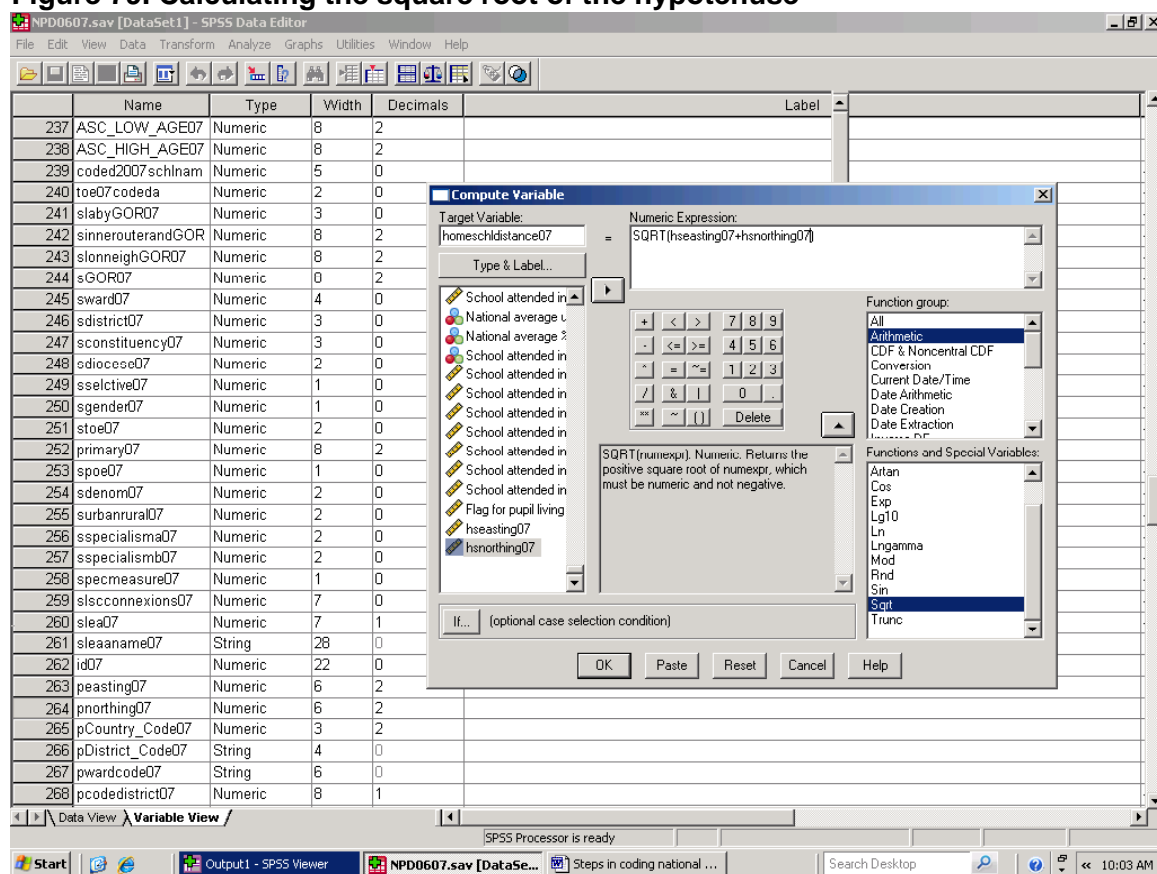 Figure 75: Calculating the square root of the hypotenuse
NPD0607.sav [DataSet1] - SPSS Data Editor
File Edit View Data Transform Analyze Graphs Utilities Window Help
Name Type Width Decimals Label
237 ASC_LOW_AGE07 Numeric 8 2
238 ASC_HIGH_AGE07 Numeric 8 2
239 coded2007schlnam Numeric 5 0
240 toe07codeda Numeric 2 0
241 slabyGOR07 Numeric 3 0
242 sinnerouterandGOR Numeric 8 2
243 slonneighGOR07 Numeric 8 2
244 sGOR07 Numeric 0 2
245 sward07 Numeric 4 0
246 sdistrict07 Numeric 3 0
247 sconstituency07 Numeric 3 0
248 sdiocese07 Numeric 2 0
249 sselctive07 Numeric 1 0
250 sgender07 Numeric 1 0
251 stoe07 Numeric 2 0
252 primary07 Numeric 8 2
253 spoe07 Numeric 1 0
254 sdenom07 Numeric 2 0
255 surbanrural07 Numeric 2 0
256 sspecialisma07 Numeric 2 0
257 sspecialismb07 Numeric 2 0
258 specmeasure07 Numeric 1 0
259 slscconnexions07 Numeric 7 0
260 slea07 Numeric 7 1
261 sleaaname07 String 28 0
262 id07 Numeric 22 0
263 peasting07 Numeric 6 2
264 pnorthing07 Numeric 6 2
265 pCountry_Code07 Numeric 3 2
266 pDistrict_Code07 String 4 0
267 pwardcode07 String 6 0
268 pcodedistrict07 Numeric 8 1
Compute Variable
Target Variable:
homeschldistance07
=
Numeric Expression:
SQRT(hseasting07+hsnorthing07)
Type & Label...
School attended in
National average u
National average %
School attended in
School attended in
School attended in
School attended in
School attended in
School attended in
School attended in
School attended in
Flag for pupil living
hseasting07
hsnorthing07
+ < > 7 8 9
- <= >= 4 5 6
* = ~= 1 2 3
/ & | 0 .
** ~ () Delete
Function group:
All
Arithmetic
CDF & Noncentral CDF
Conversion
Current Date/Time
Date Arithmetic
Date Creation
Date Extraction
SQRT(numexpr). Numeric. Returns the
positive square root of numexpr, which
must be numeric and not negative.
Functions and Special Variables:
Artan
Cos
Exp
Lg10
Ln
Lngamma
Mod
Rnd
Sin
Sqrt
Trunc
If... (optional case selection condition)
OK Paste Reset Cancel Help
Data View Variable View
SPSS Processor is ready
Start Output1 - SPSS Viewer NPD0607.sav [DataSe... Steps in coding national ... Search Desktop « 10:03 AM